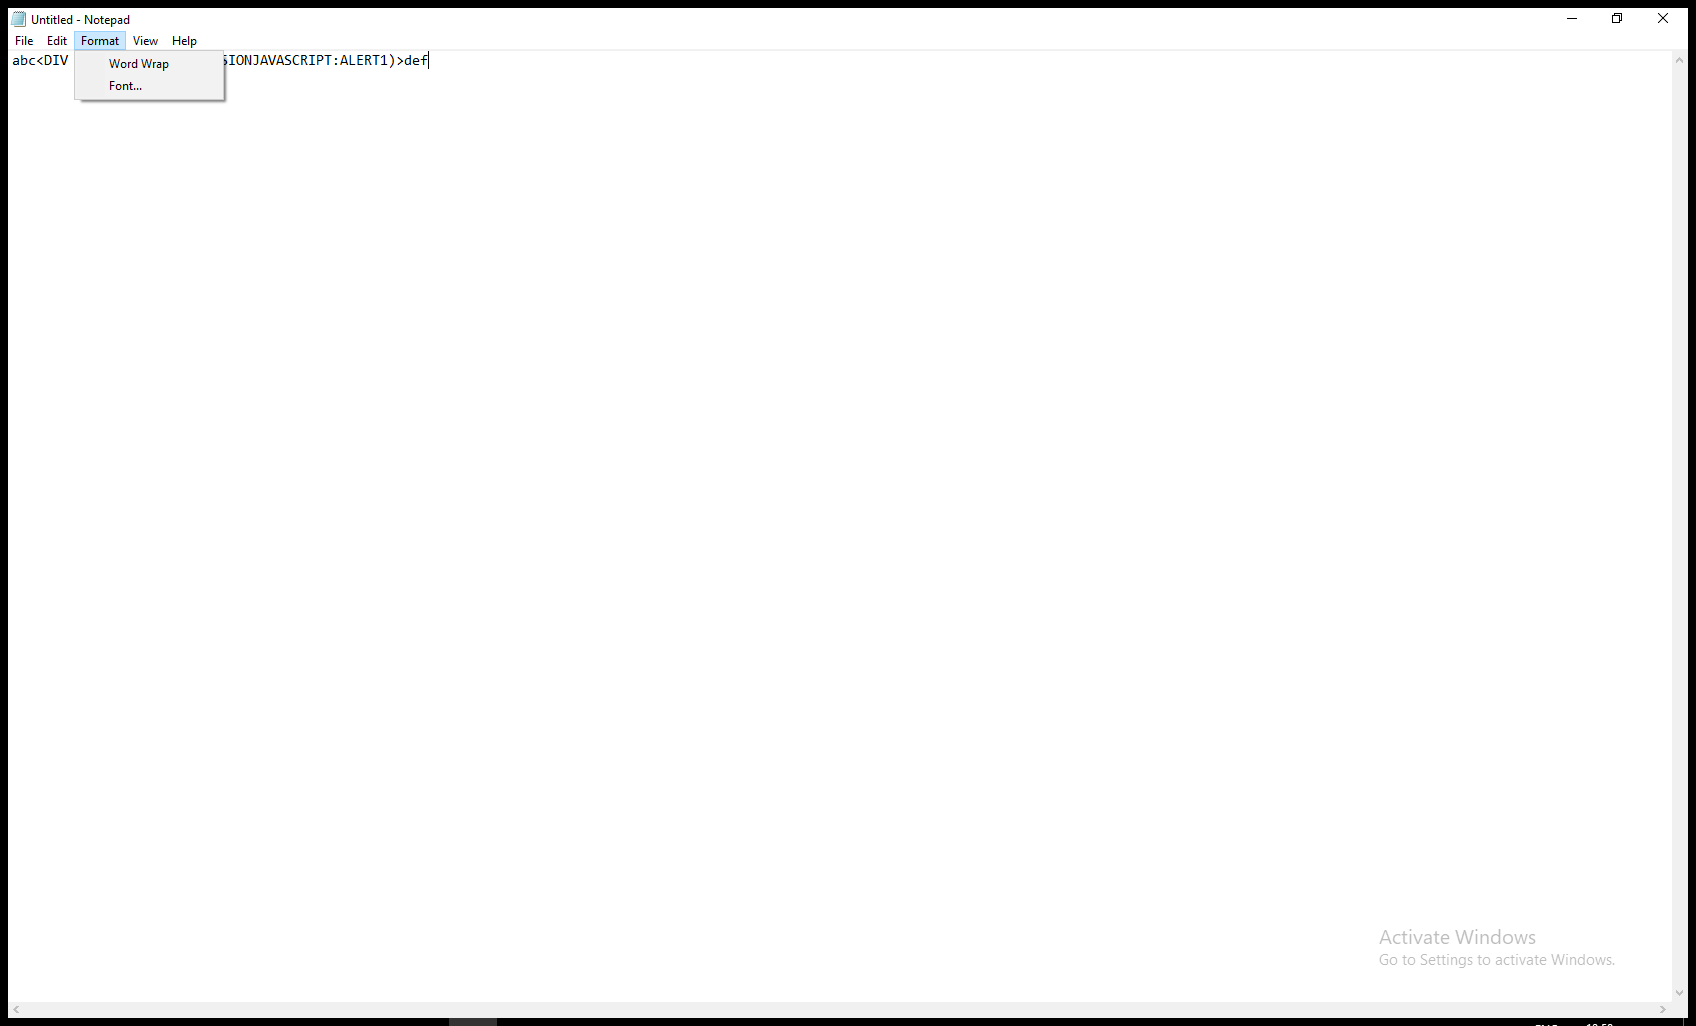 Untitled - Notepad
File Edit Format View Help
abc<DIV IONJAVASCRIPT:ALERT1)>def
Word Wrap
Font...
Activate Windows
Go to Settings to activate Windows.